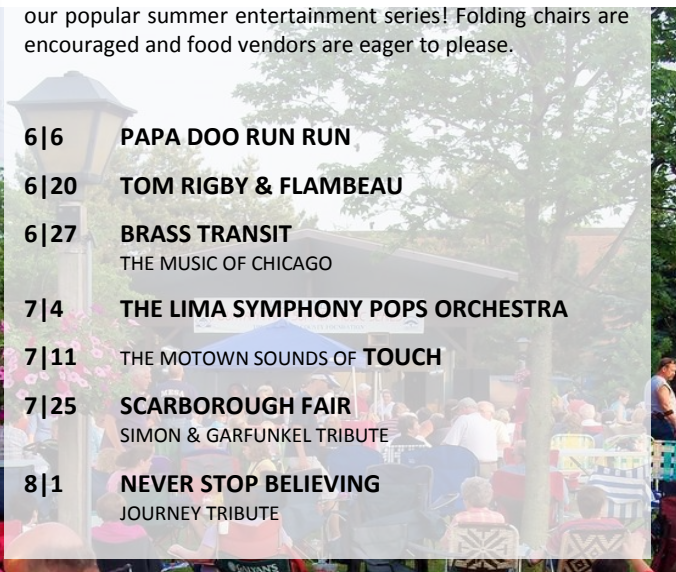 our popular summer entertainment series! Folding chairs are
encouraged and food vendors are eager to please.
6|6 PAPA DOO RUN RUN
6|20 TOM RIGBY & FLAMBEAU
6|27 BRASS TRANSIT
THE MUSIC OF CHICAGO
7|4 THE LIMA SYMPHONY POPS ORCHESTRA
7|11 THE MOTOWN SOUNDS OF TOUCH
7|25 SCARBOROUGH FAIR
SIMON & GARFUNKEL TRIBUTE
8|1 NEVER STOP BELIEVING
JOURNEY TRIBUTE
GALYAN'S